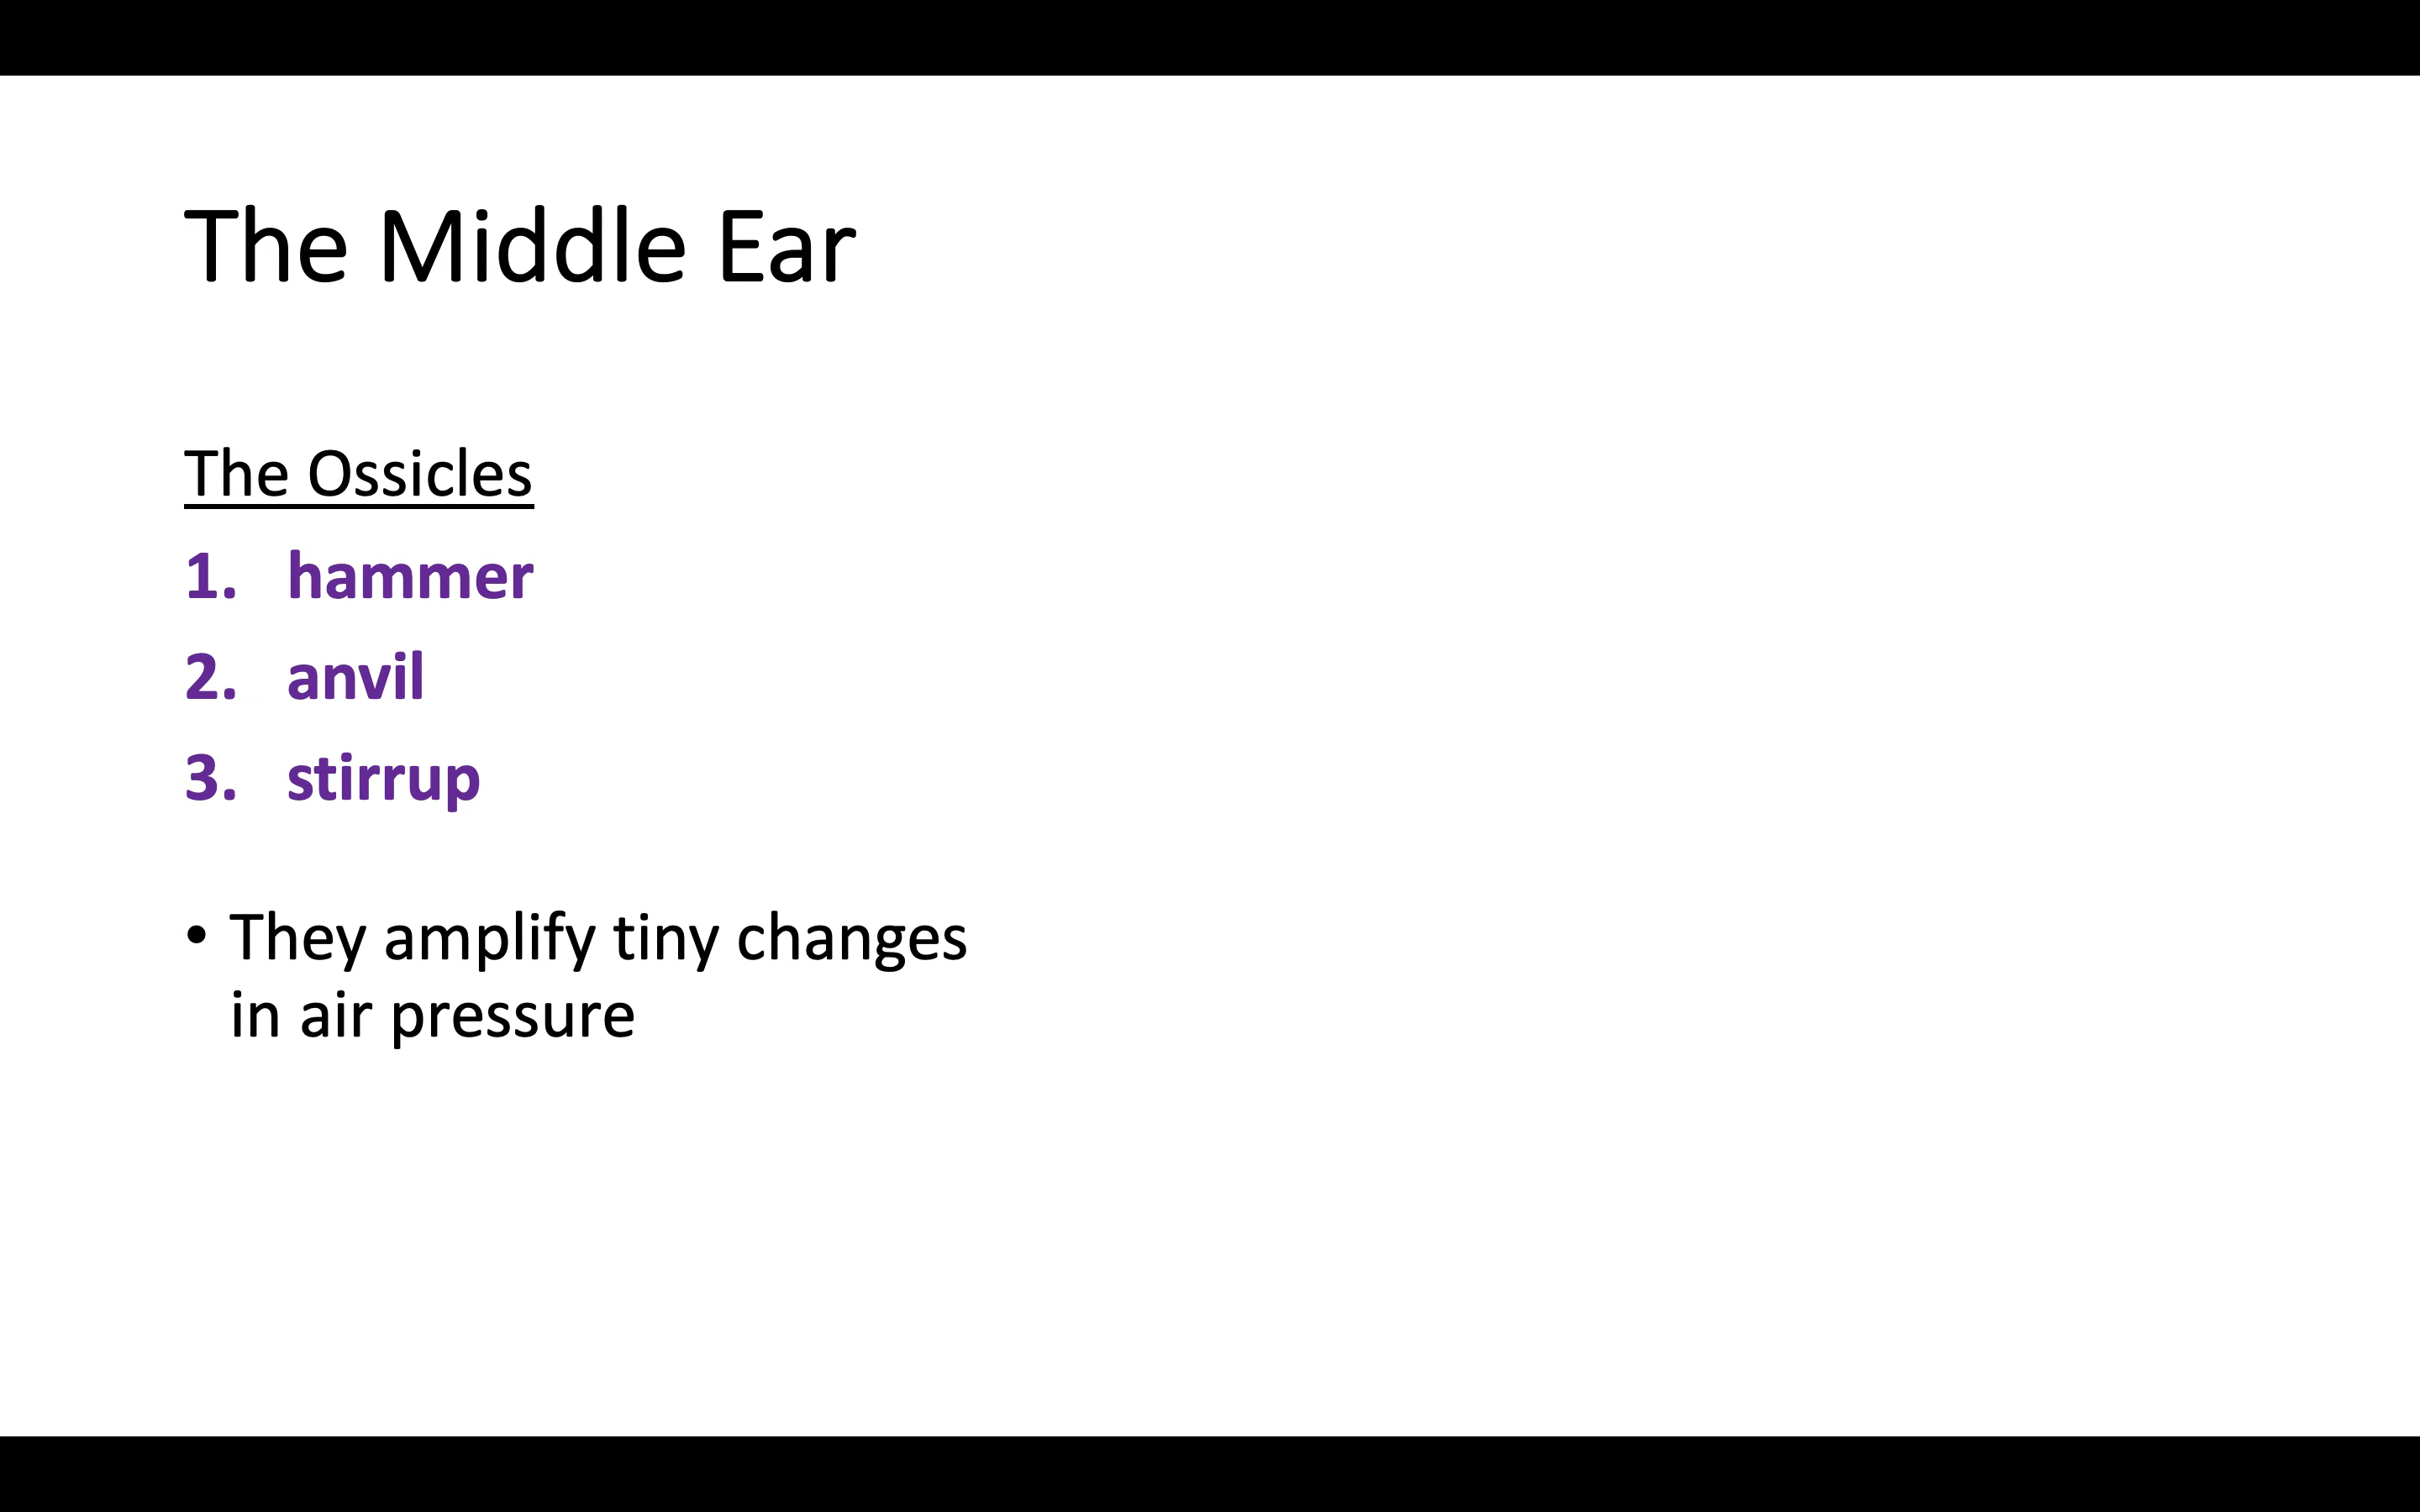 The Middle Ear
The Ossicles
1. hammer
2. anvil
3. stirrup
• They amplify tiny changes
in air pressure